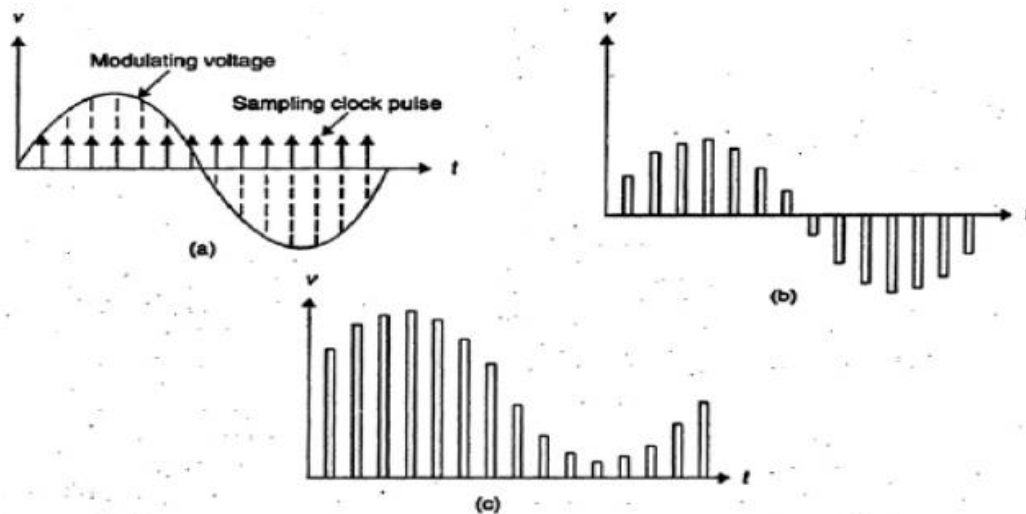 v
Modulating voltage
Sampling clock pulse
t
(a)
v
(b)
v
t
(c)